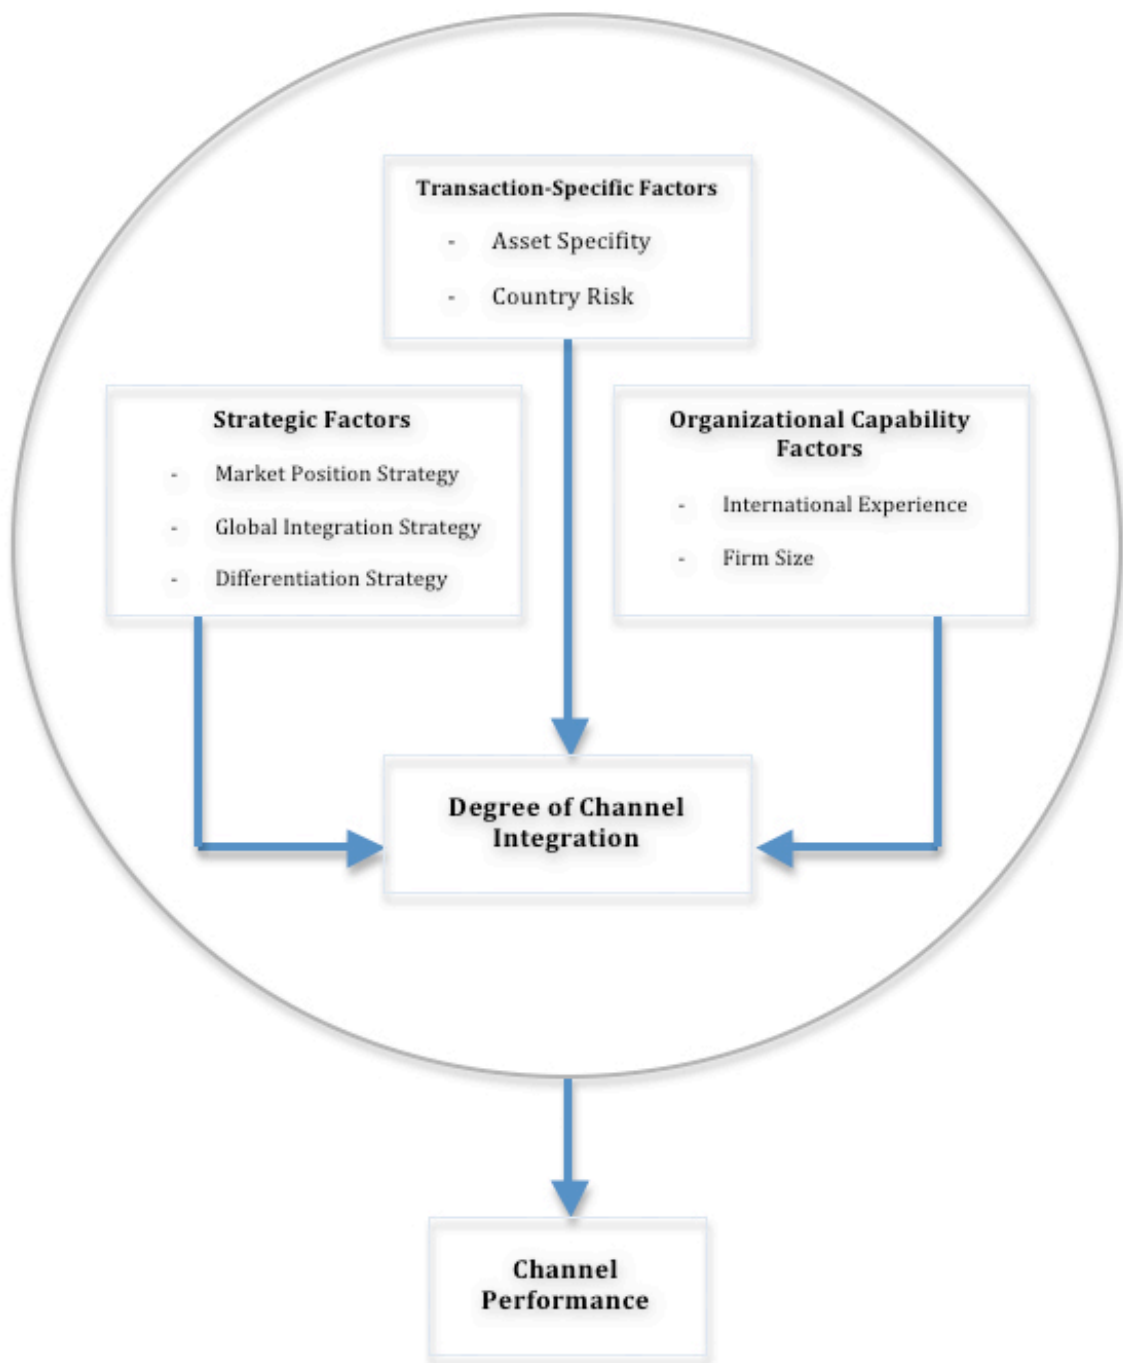 Transaction-Specific Factors
- Asset Specifity
- Country Risk
Strategic Factors
- Market Position Strategy
- Global Integration Strategy
- Differentiation Strategy
Organizational Capability
Factors
- International Experience
- Firm Size
Degree of Channel
Integration
Channel
Performance